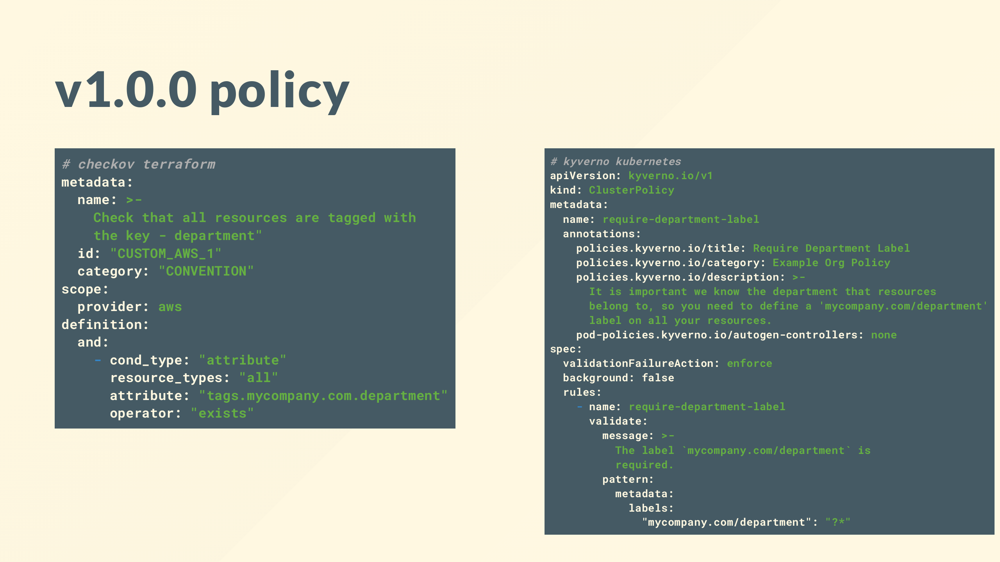 v1.0.0 policy
# checkov terraform
metadata:
  name: >-
    Check that all resources are tagged with
    the key - department"
  id: "CUSTOM_AWS_1"
  category: "CONVENTION"
scope:
  provider: aws
definition:
  and:
    - cond_type: "attribute"
      resource_types: "all"
      attribute: "tags.mycompany.com.department"
      operator: "exists"
# kyverno kubernetes
apiVersion: kyverno.io/v1
kind: ClusterPolicy
metadata:
  name: require-department-label
  annotations:
    policies.kyverno.io/title: Require Department Label
    policies.kyverno.io/category: Example Org Policy
    policies.kyverno.io/description: >-
      It is important we know the department that resources
      belong to, so you need to define a 'mycompany.com/department'
      label on all your resources.
    pod-policies.kyverno.io/autogen-controllers: none
spec:
  validationFailureAction: enforce
  background: false
  rules:
    - name: require-department-label
      validate:
        message: >-
          The label `mycompany.com/department` is
          required.
        pattern:
          metadata:
            labels:
              "mycompany.com/department": "?*"